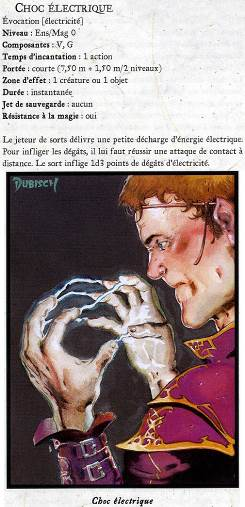 CHOC ÉLECTRIQUE
Évocation [électricité]
Niveau : Ens/Mag 0
Composantes : V, G
Temps d'incantation : 1 action
Portée : courte (7,50 m + 1,50 m/2 niveaux)
Zone d'effet : 1 créature ou 1 objet
Durée : instantanée
Jet de sauvegarde : aucun
Résistance à la magie : oui
Le jeteur de sorts délivre une petite décharge d'énergie électrique.
Pour infliger les dégâts, il lui faut réussir une attaque de contact à
distance. Le sort inflige 1d3 points de dégâts d'électricité.
DUBISCH
Choc électrique